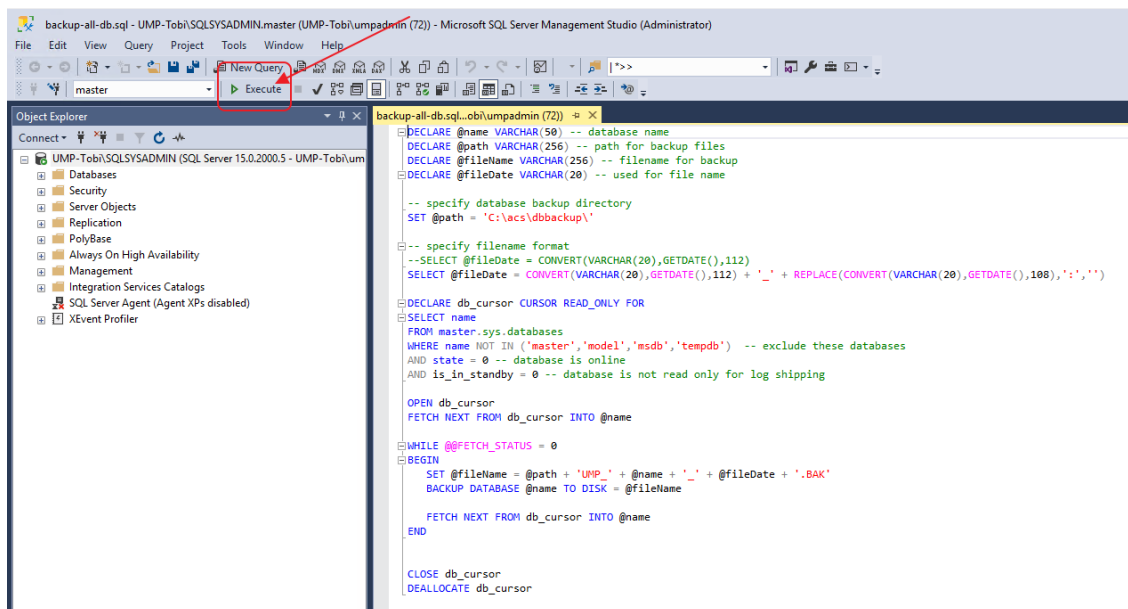 backup-all-db.sql - UMP-Tobi\SQLSYSADMIN.master (UMP-Tobi\umpadmin (72)) - Microsoft SQL Server Management Studio (Administrator)
File Edit View Query Project Tools Window Help
New Query MDX DMX XMLA DAX |*>>
master Execute
Object Explorer
Connect
UMP-Tobi\SQLSYSADMIN (SQL Server 15.0.2000.5 - UMP-Tobi\um
Databases
Security
Server Objects
Replication
PolyBase
Always On High Availability
Management
Integration Services Catalogs
SQL Server Agent (Agent XPs disabled)
XEvent Profiler
backup-all-db.sql...obi\umpadmin (72))
DECLARE @name VARCHAR(50) -- database name
DECLARE @path VARCHAR(256) -- path for backup files
DECLARE @fileName VARCHAR(256) -- filename for backup
DECLARE @fileDate VARCHAR(20) -- used for file name
-- specify database backup directory
SET @path = 'C:\acs\dbbackup\'
-- specify filename format
--SELECT @fileDate = CONVERT(VARCHAR(20),GETDATE(),112)
SELECT @fileDate = CONVERT(VARCHAR(20),GETDATE(),112) + '_' + REPLACE(CONVERT(VARCHAR(20),GETDATE(),108),':','')
DECLARE db_cursor CURSOR READ_ONLY FOR
SELECT name
FROM master.sys.databases
WHERE name NOT IN ('master','model','msdb','tempdb') -- exclude these databases
AND state = 0 -- database is online
AND is_in_standby = 0 -- database is not read only for log shipping
OPEN db_cursor
FETCH NEXT FROM db_cursor INTO @name
WHILE @@FETCH_STATUS = 0
BEGIN
SET @fileName = @path + 'UMP_' + @name + '_' + @fileDate + '.BAK'
BACKUP DATABASE @name TO DISK = @fileName
FETCH NEXT FROM db_cursor INTO @name
END
CLOSE db_cursor
DEALLOCATE db_cursor